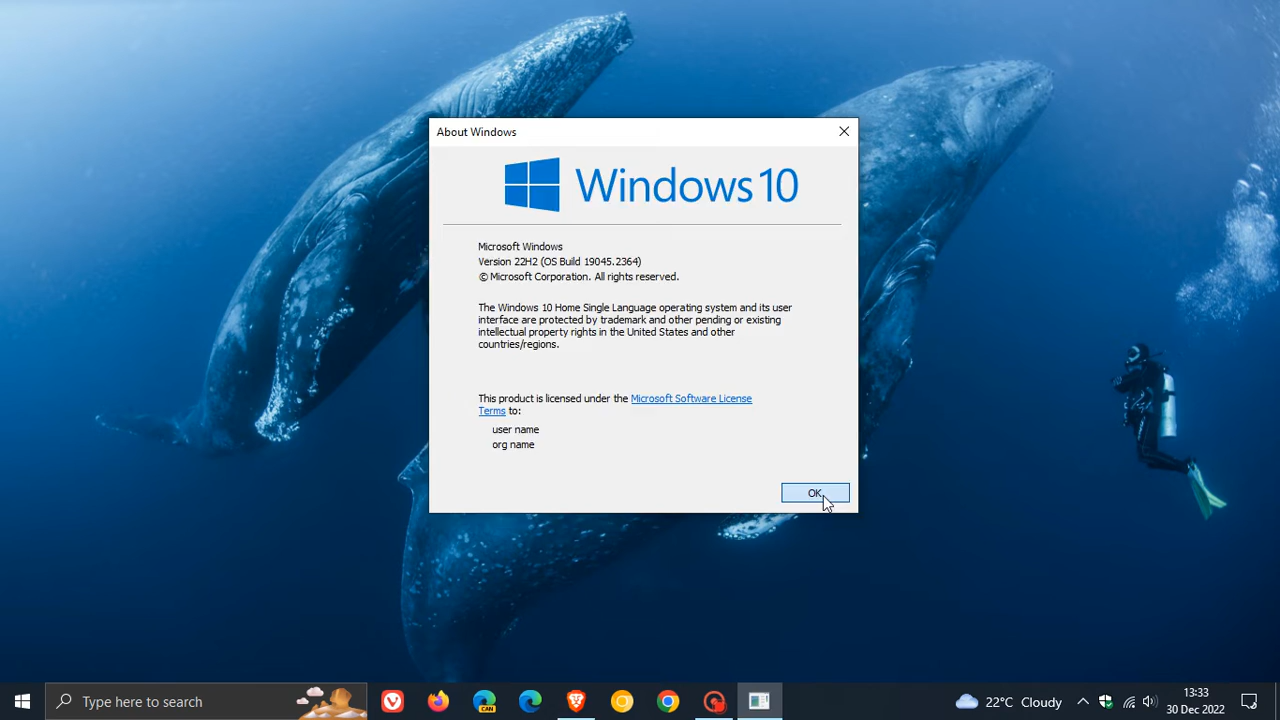 About Windows
Windows 10
Microsoft Windows
Version 22H2 (OS Build 19045.2364)
© Microsoft Corporation. All rights reserved.
The Windows 10 Home Single Language operating system and its user
interface are protected by trademark and other pending or existing
intellectual property rights in the United States and other
countries/regions.
This product is licensed under the Microsoft Software License
Terms to:
user name
org name
OK
Type here to search
CAN
22°C Cloudy
13:33
30 Dec 2022